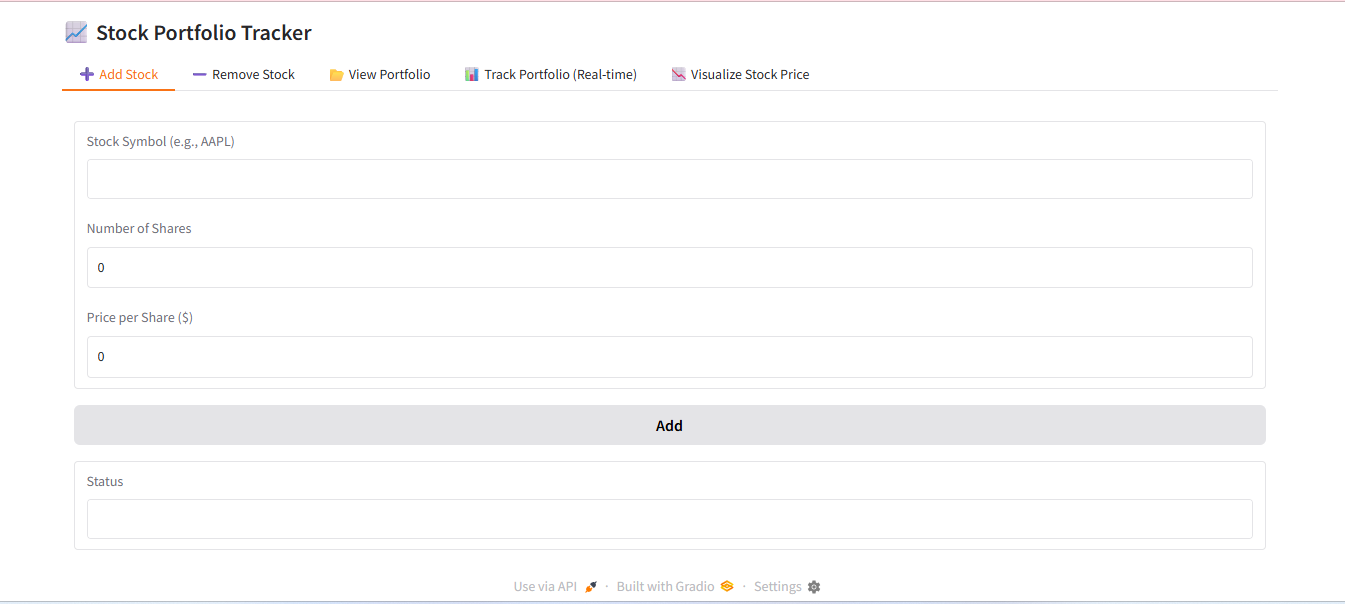 Stock Portfolio Tracker
Add Stock Remove Stock View Portfolio Track Portfolio (Real-time) Visualize Stock Price
Stock Symbol (e.g., AAPL)
Number of Shares
0
Price per Share ($)
0
Add
Status
Use via API · Built with Gradio · Settings